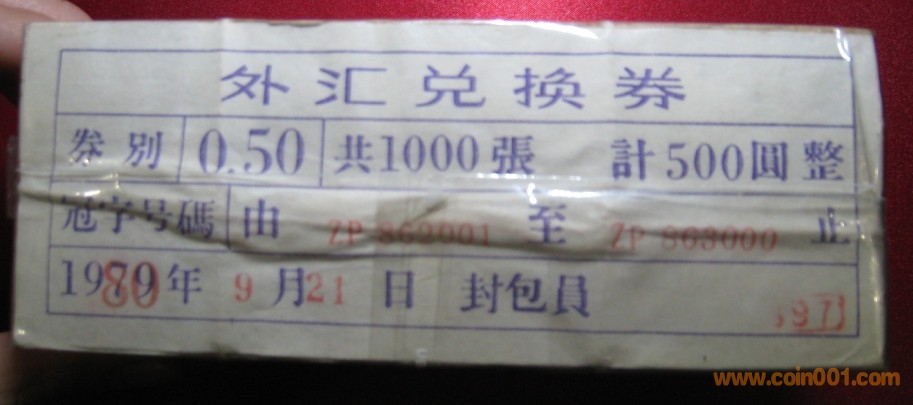 外汇兑换券
券別 0.50 共1000張 計500圓整
冠字号碼 由 ZP 862001 至 ZP 863000 止
1980年 9月21日 封包員
www.coin001.com